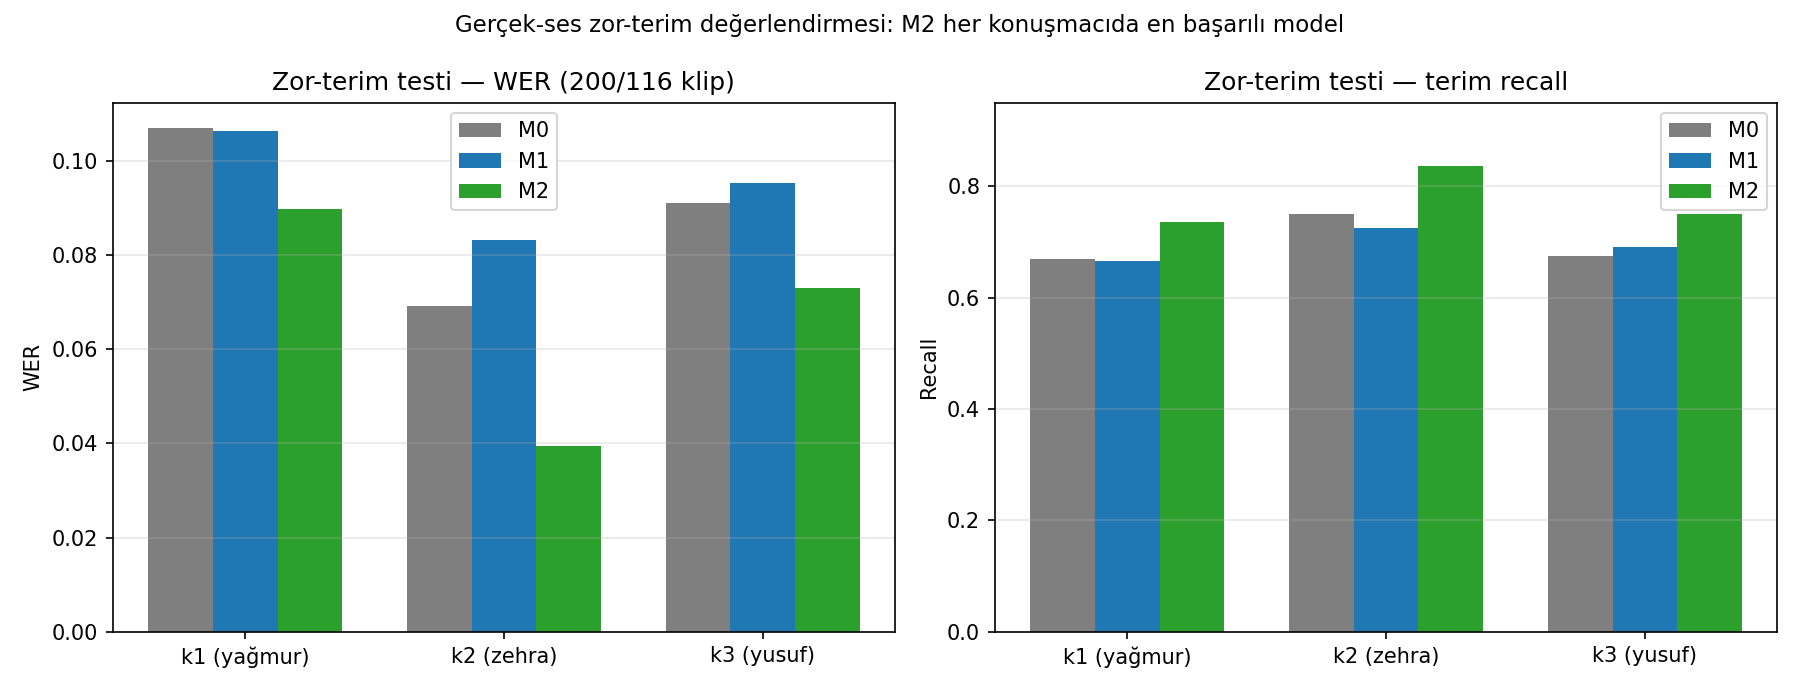 Gerçek-ses zor-terim değerlendirmesi: M2 her konuşmacıda en başarılı model
Zor-terim testi — WER (200/116 klip)
M0
M1
M2
WER
0.10
0.08
0.06
0.04
0.02
0.00
k1 (yağmur)
k2 (zehra)
k3 (yusuf)
Zor-terim testi — terim recall
M0
M1
M2
Recall
0.8
0.6
0.4
0.2
0.0
k1 (yağmur)
k2 (zehra)
k3 (yusuf)